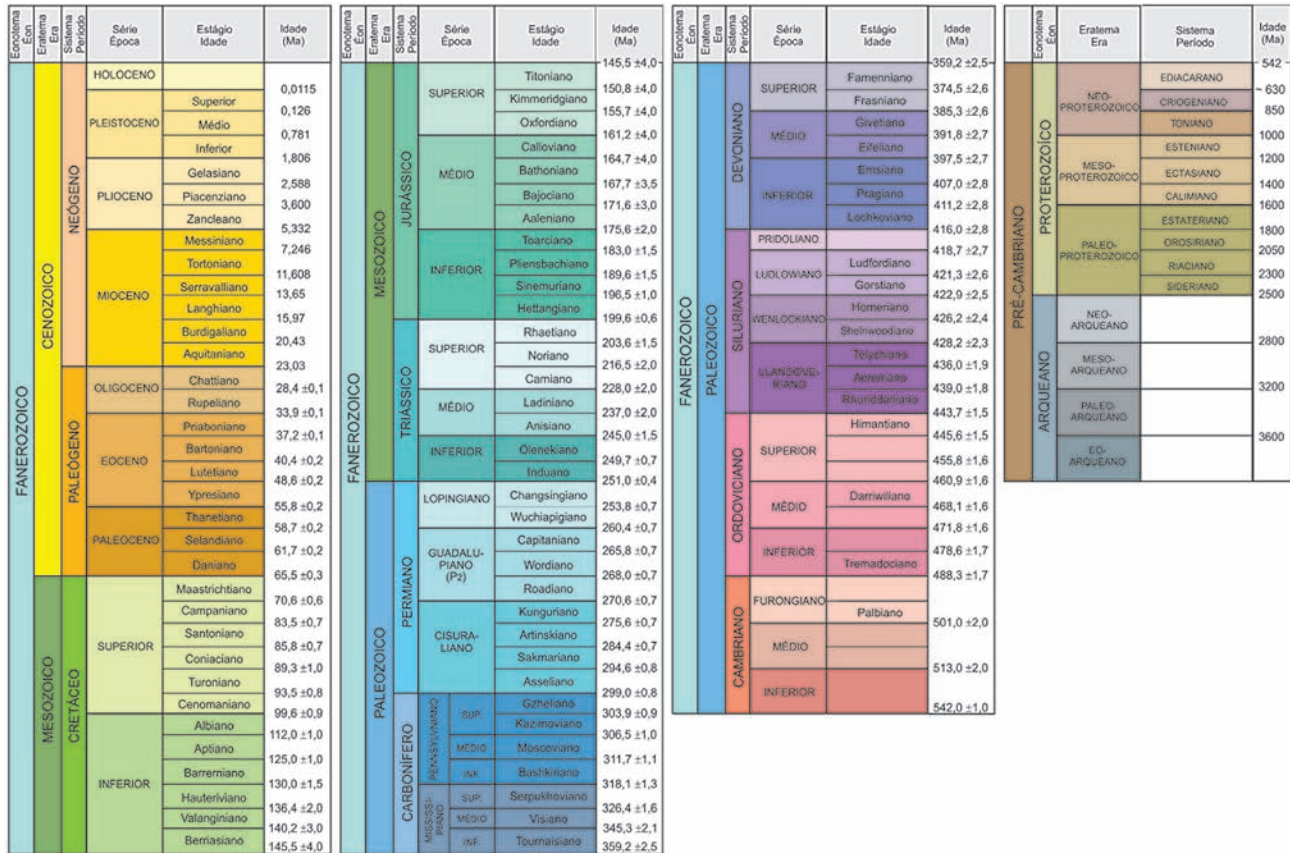 Eonotema Éon
Eratema Era
Sistema Período
Série Época
Estágio Idade
Idade (Ma)
FANEROZOICO
CENOZOICO
NEÓGENO
HOLOCENO
0,0115
PLEISTOCENO
Superior
0,126
Médio
0,781
Inferior
1,806
PLIOCENO
Gelasiano
2,588
Piacenziano
3,600
Zancleano
5,332
MIOCENO
Messiniano
7,246
Tortoniano
11,608
Serravalliano
13,65
Langhiano
15,97
Burdigaliano
20,43
Aquitaniano
23,03
PALEÓGENO
OLIGOCENO
Chattiano
28,4 ±0,1
Rupeliano
33,9 ±0,1
EOCENO
Priaboniano
37,2 ±0,1
Bartoniano
40,4 ±0,2
Lutetiano
48,6 ±0,2
Ypresiano
55,8 ±0,2
PALEOCENO
Thanetiano
58,7 ±0,2
Selandiano
61,7 ±0,2
Daniano
65,5 ±0,3
MESOZOICO
CRETÁCEO
SUPERIOR
Maastrichtiano
70,6 ±0,6
Campaniano
83,5 ±0,7
Santoniano
85,8 ±0,7
Coniaciano
89,3 ±1,0
Turoniano
93,5 ±0,8
Cenomaniano
99,6 ±0,9
INFERIOR
Albiano
112,0 ±1,0
Aptiano
125,0 ±1,0
Barremiano
130,0 ±1,5
Hauteriviano
136,4 ±2,0
Valanginiano
140,2 ±3,0
Berriasiano
145,5 ±4,0
Eonotema Éon
Eratema Era
Sistema Período
Série Época
Estágio Idade
Idade (Ma)
FANEROZOICO
145,5 ±4,0
MESOZOICO
JURÁSSICO
SUPERIOR
Titoniano
150,8 ±4,0
Kimmeridgiano
155,7 ±4,0
Oxfordiano
161,2 ±4,0
MÉDIO
Calloviano
164,7 ±4,0
Bathoniano
167,7 ±3,5
Bajociano
171,6 ±3,0
Aaleniano
175,6 ±2,0
INFERIOR
Toarciano
183,0 ±1,5
Pliensbachiano
189,6 ±1,5
Sinemuriano
196,5 ±1,0
Hettangiano
199,6 ±0,6
TRIÁSSICO
SUPERIOR
Rhaetiano
203,6 ±1,5
Noriano
216,5 ±2,0
Carniano
228,0 ±2,0
MÉDIO
Ladiniano
237,0 ±2,0
Anisiano
245,0 ±1,5
INFERIOR
Olenekiano
249,7 ±0,7
Induano
251,0 ±0,4
PALEOZOICO
PERMIANO
LOPINGIANO
Changsingiano
253,8 ±0,7
Wuchiapigiano
260,4 ±0,7
GUADALU-
PIANO
(P2)
Capitaniano
265,8 ±0,7
Wordiano
268,0 ±0,7
Roadiano
270,6 ±0,7
CISURA-
LIANO
Kunguriano
275,6 ±0,7
Artinskiano
284,4 ±0,7
Sakmariano
294,6 ±0,8
Asseliano
299,0 ±0,8
CARBONÍFERO
PENNSYLVNIANO
SUP.
Gzheliano
303,9 ±0,9
Kazimoviano
306,5 ±1,0
MÉDIO
Moscoviano
311,7 ±1,1
INF.
Bashkiriano
318,1 ±1,3
MISSISSI-
PIANO
SUP.
Serpukhoviano
326,4 ±1,6
MÉDIO
Visiano
345,3 ±2,1
INF.
Tournaisiano
359,2 ±2,5
Eonotema Éon
Eratema Era
Sistema Período
Série Época
Estágio Idade
Idade (Ma)
FANEROZOICO
PALEOZOICO
359,2 ±2,5
DEVONIANO
SUPERIOR
Famenniano
374,5 ±2,6
Frasniano
385,3 ±2,6
MÉDIO
Givetiano
391,8 ±2,7
Eifeliano
397,5 ±2,7
INFERIOR
Emsiano
407,0 ±2,8
Pragiano
411,2 ±2,8
Lochkoviano
416,0 ±2,8
SILURIANO
PRIDOLIANO
418,7 ±2,7
LUDLOWIANO
Ludfordiano
421,3 ±2,6
Gorstiano
422,9 ±2,5
WENLOCKIANO
Homeriano
426,2 ±2,4
Sheinwoodiano
428,2 ±2,3
LLANDOVE-
RIANO
Telychiano
436,0 ±1,9
Aeroniano
439,0 ±1,8
Rhunddaniano
443,7 ±1,5
ORDOVICIANO
SUPERIOR
Himantiano
445,6 ±1,5
455,8 ±1,6
460,9 ±1,6
MÉDIO
Darriwiliano
468,1 ±1,6
471,8 ±1,6
INFERIOR
478,6 ±1,7
Tremadociano
488,3 ±1,7
CAMBRIANO
FURONGIANO
Palbiano
501,0 ±2,0
MÉDIO
513,0 ±2,0
INFERIOR
542,0 ±1,0
Eonotema Éon
Eratema Era
Sistema Período
Idade (Ma)
PRÉ-CAMBRIANO
542
PROTEROZOÍCO
NEO-
PROTEROZOICO
EDIACARANO
~ 630
CRIOGENIANO
850
TONIANO
1000
MESO-
PROTEROZOICO
ESTENIANO
1200
ECTASIANO
1400
CALIMIANO
1600
PALEO-
PROTEROZOICO
ESTATERIANO
1800
OROSIRIANO
2050
RIACIANO
2300
SIDERIANO
2500
ARQUEANO
NEO-
ARQUEANO
2800
MESO-
ARQUEANO
3200
PALEO-
ARQUEANO
3600
EO-
ARQUEANO